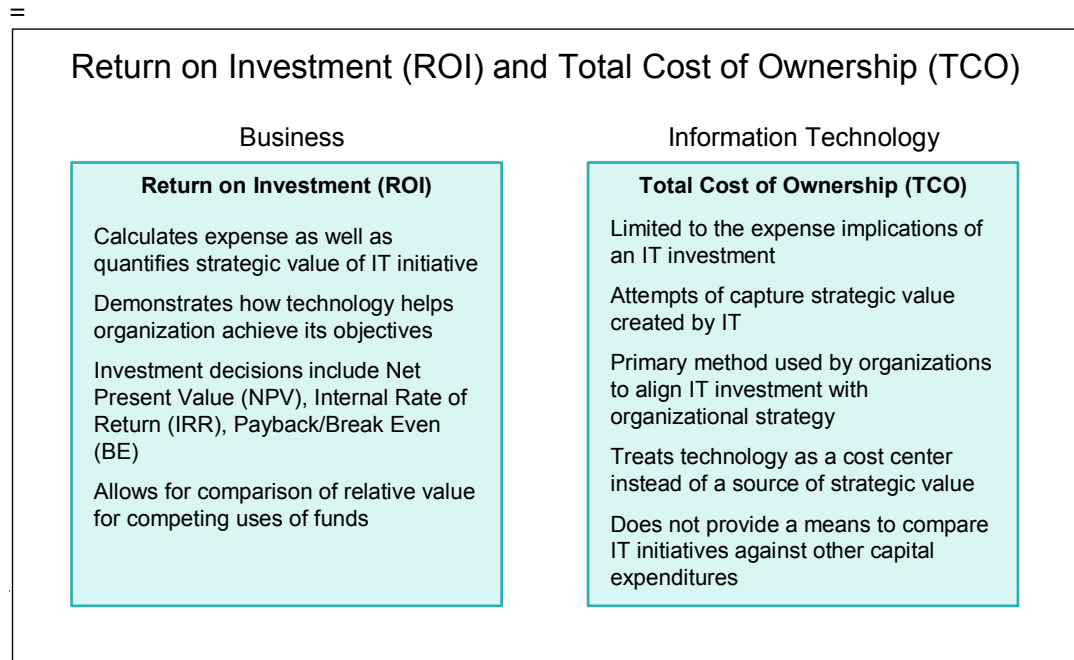 =
Return on Investment (ROI) and Total Cost of Ownership (TCO)
Business
Return on Investment (ROI)
Calculates expense as well as
quantifies strategic value of IT initiative
Demonstrates how technology helps
organization achieve its objectives
Investment decisions include Net
Present Value (NPV), Internal Rate of
Return (IRR), Payback/Break Even
(BE)
Allows for comparison of relative value
for competing uses of funds
Information Technology
Total Cost of Ownership (TCO)
Limited to the expense implications of
an IT investment
Attempts of capture strategic value
created by IT
Primary method used by organizations
to align IT investment with
organizational strategy
Treats technology as a cost center
instead of a source of strategic value
Does not provide a means to compare
IT initiatives against other capital
expenditures